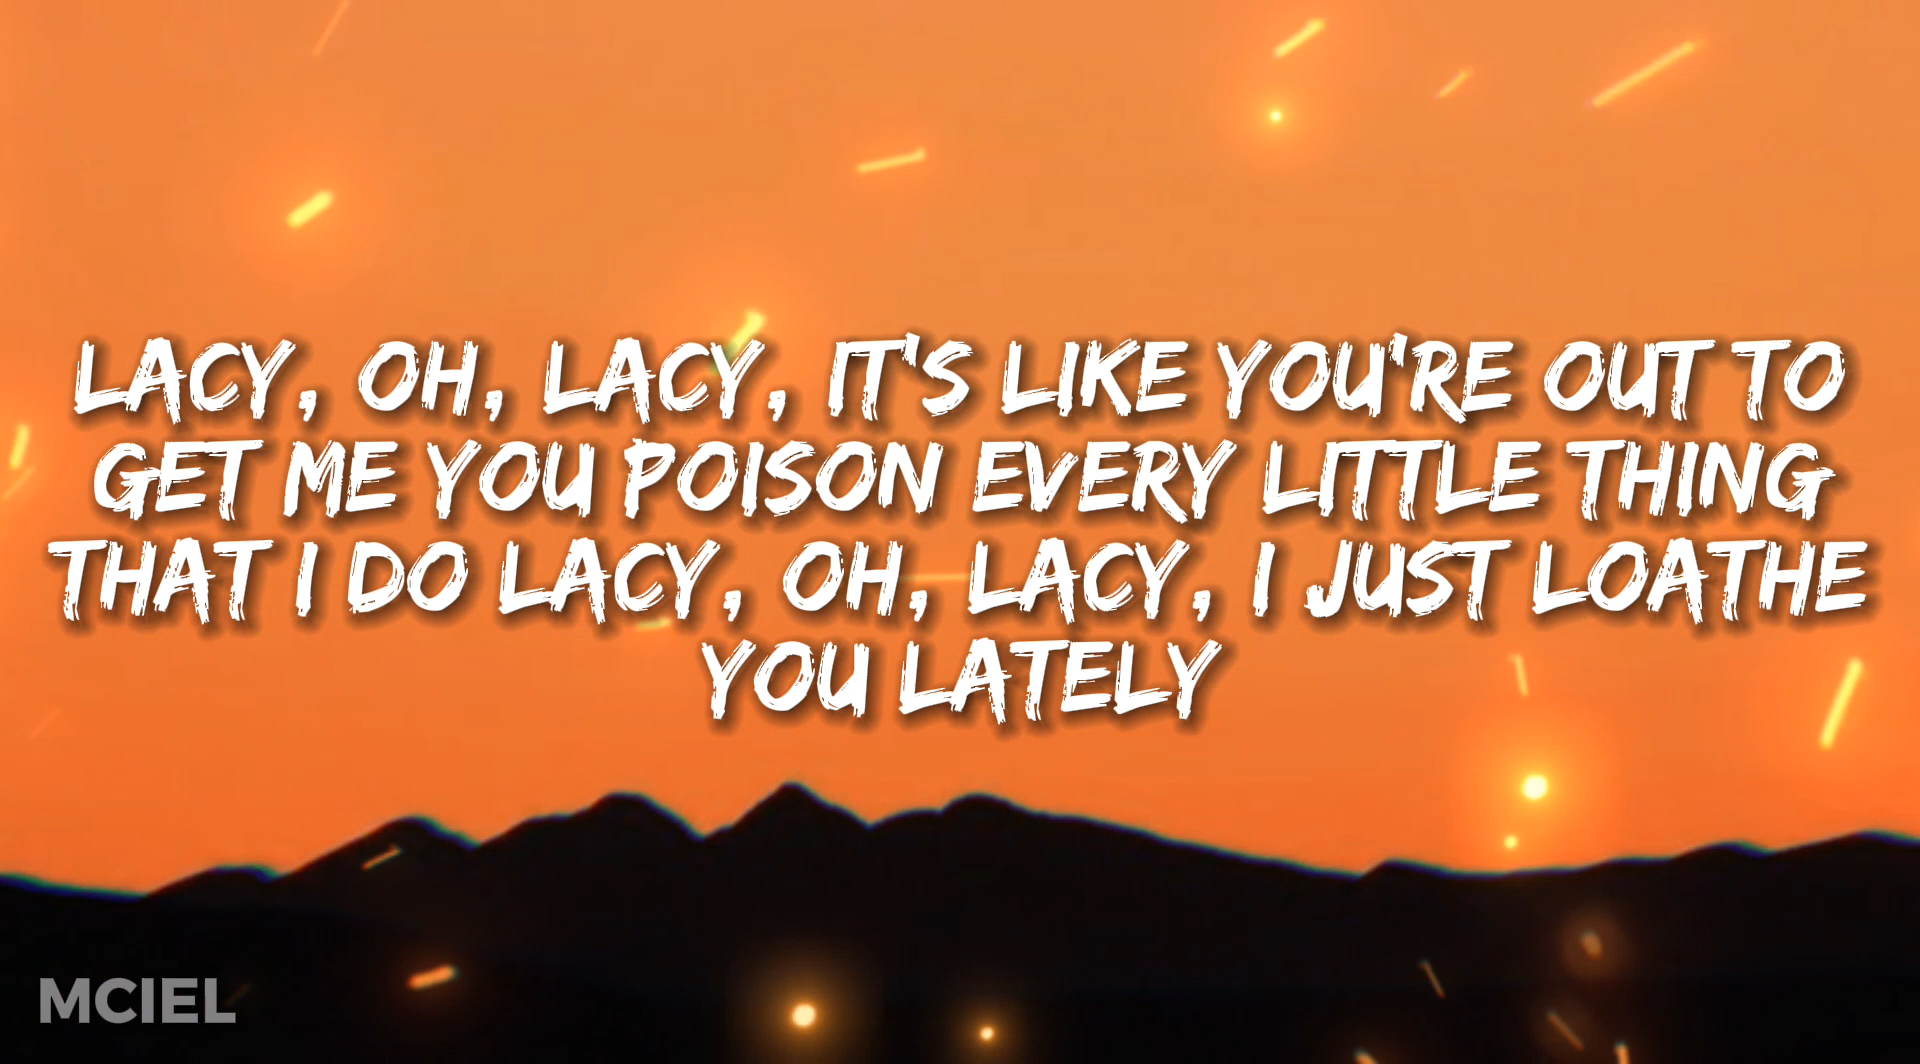 LACY, OH, LACY, IT'S LIKE YOU'RE OUT TO
GET ME YOU POISON EVERY LITTLE THING
THAT I DO LACY, OH, LACY, I JUST LOATHE
YOU LATELY
MCIEL